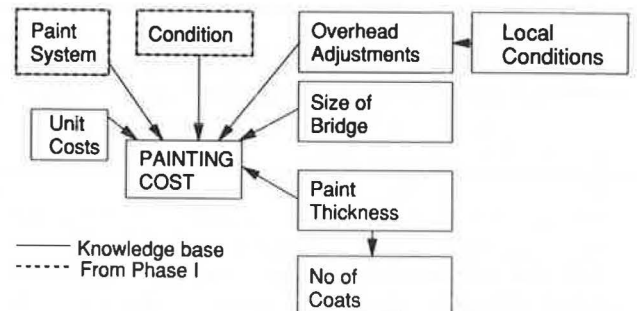 Paint
System
Condition
Overhead
Adjustments
Local
Conditions
Unit
Costs
PAINTING
COST
Size of
Bridge
Paint
Thickness
No of
Coats
Knowledge base
From Phase I